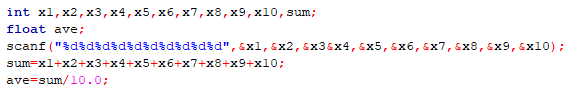 int x1,x2,x3,x4,x5,x6,x7,x8,x9,x10,sum;
float ave;
scanf("%d%d%d%d%d%d%d%d%d%d",&x1,&x2,&x3&x4,&x5,&x6,&x7,&x8,&x9,&x10);
sum=x1+x2+x3+x4+x5+x6+x7+x8+x9+x10;
ave=sum/10.0;